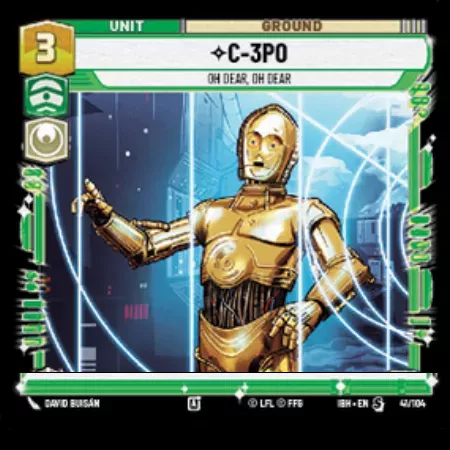 UNIT
GROUND
3
✧C-3PO
OH DEAR, OH DEAR
DAVID BUISÁN
A
Ⓒ LFL Ⓒ FFG
IBH • EN S
41/104